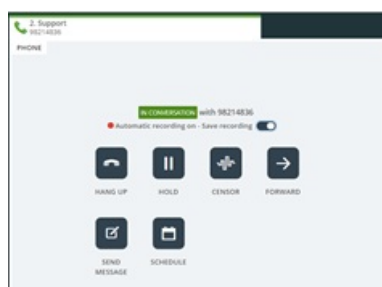 2. Support
98214836
PHONE
IN CONVERSATION with 98214836
Automatic recording on - Save recording
HANG UP HOLD CENSOR FORWARD
SEND SCHEDULE
MESSAGE